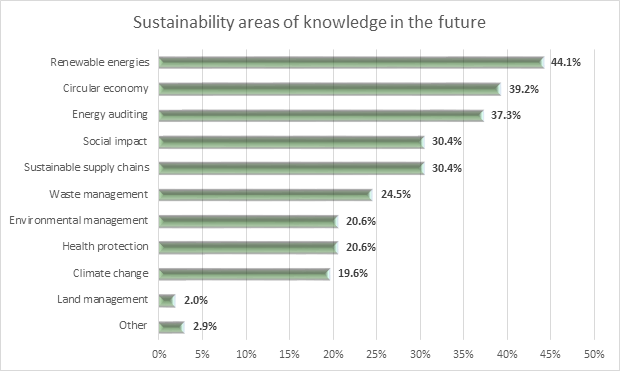 Sustainability areas of knowledge in the future
Renewable energies 44.1%
Circular economy 39.2%
Energy auditing 37.3%
Social impact 30.4%
Sustainable supply chains 30.4%
Waste management 24.5%
Environmental management 20.6%
Health protection 20.6%
Climate change 19.6%
Land management 2.0%
Other 2.9%
0% 5% 10% 15% 20% 25% 30% 35% 40% 45% 50%